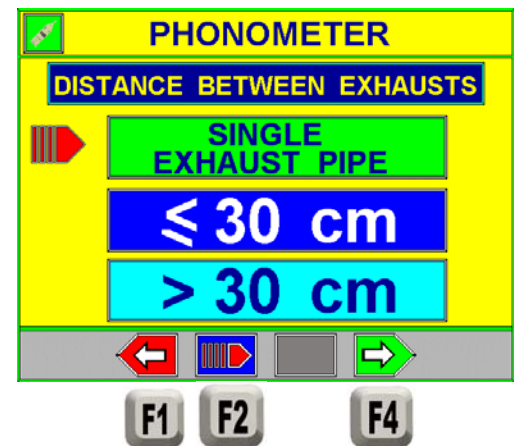 PHONOMETER
DISTANCE BETWEEN EXHAUSTS
SINGLE
EXHAUST PIPE
≤ 30 cm
> 30 cm
F1 F2 F4